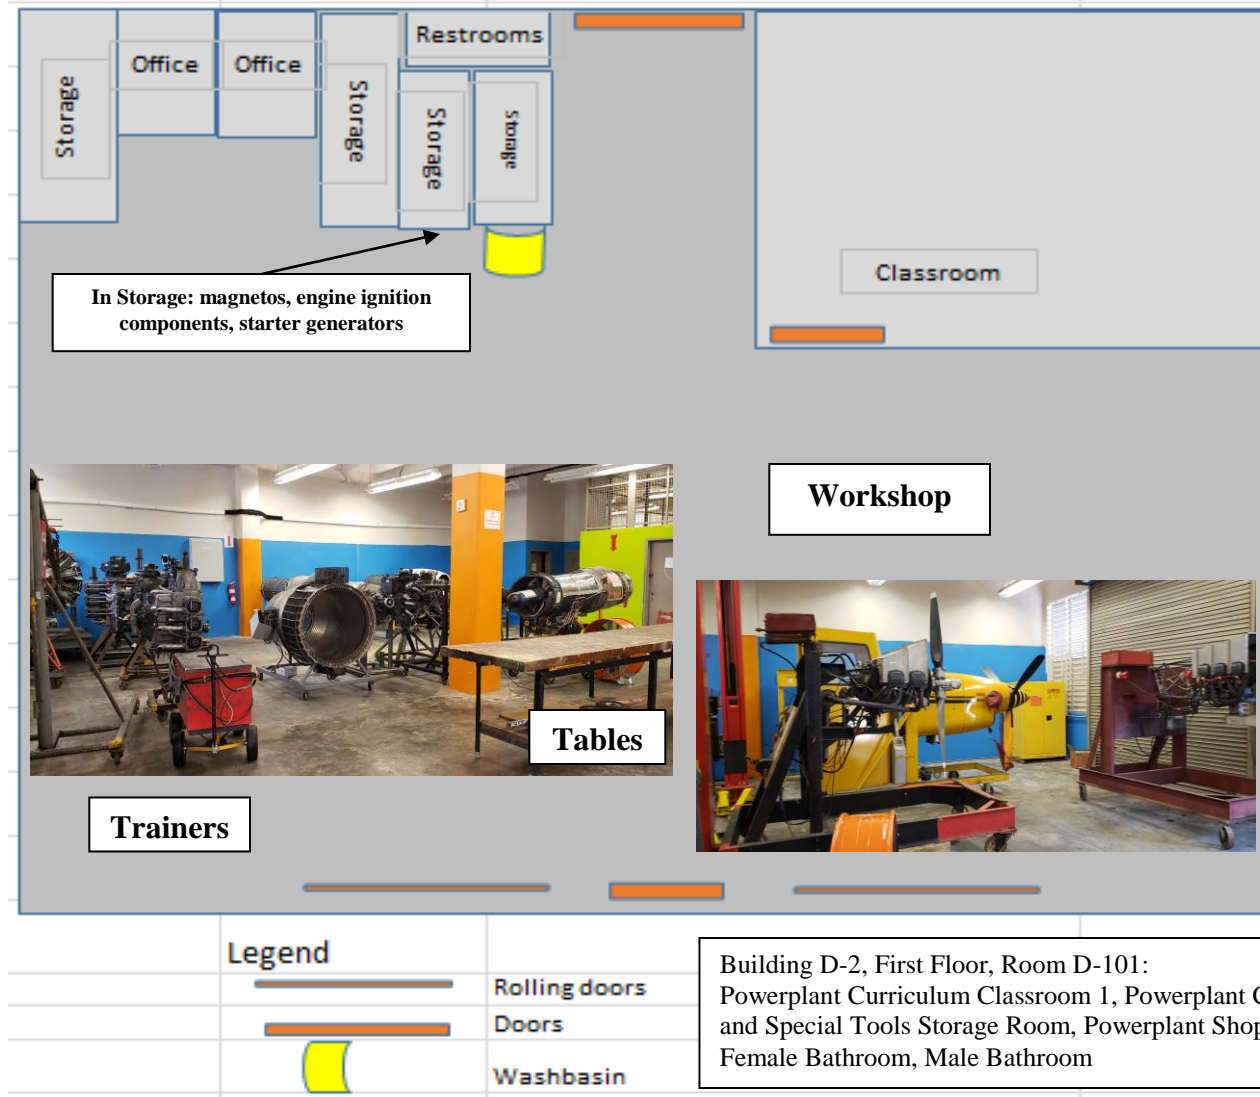 Restrooms
Office
Office
Storage
Storage
Storage
Storage
Classroom
In Storage: magnetos, engine ignition
components, starter generators
Workshop
Tables
Trainers
Legend
Rolling doors
Doors
Washbasin
Building D-2, First Floor, Room D-101:
Powerplant Curriculum Classroom 1, Powerplant
and Special Tools Storage Room, Powerplant Shop
Female Bathroom, Male Bathroom